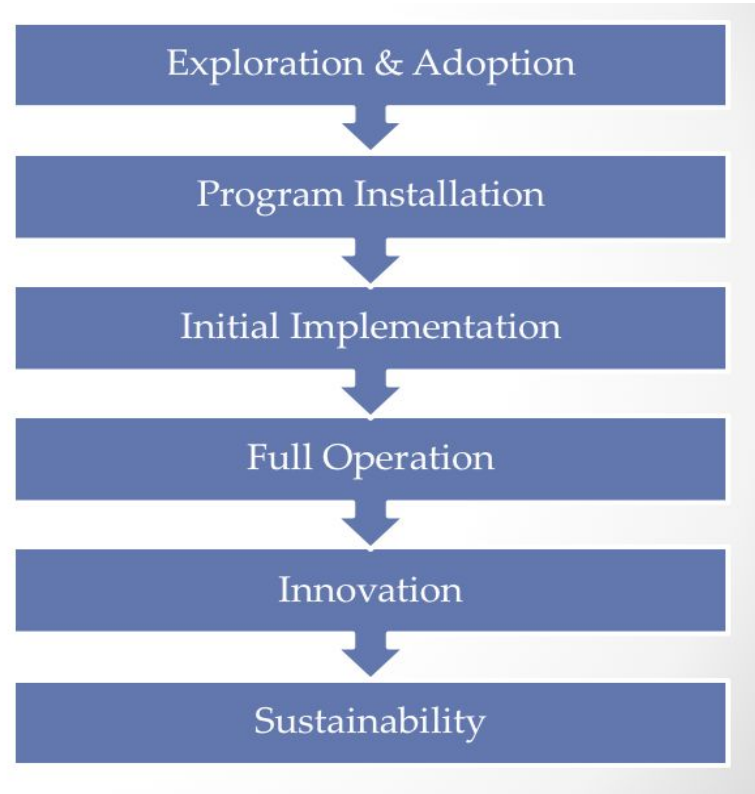 Exploration & Adoption
Program Installation
Initial Implementation
Full Operation
Innovation
Sustainability